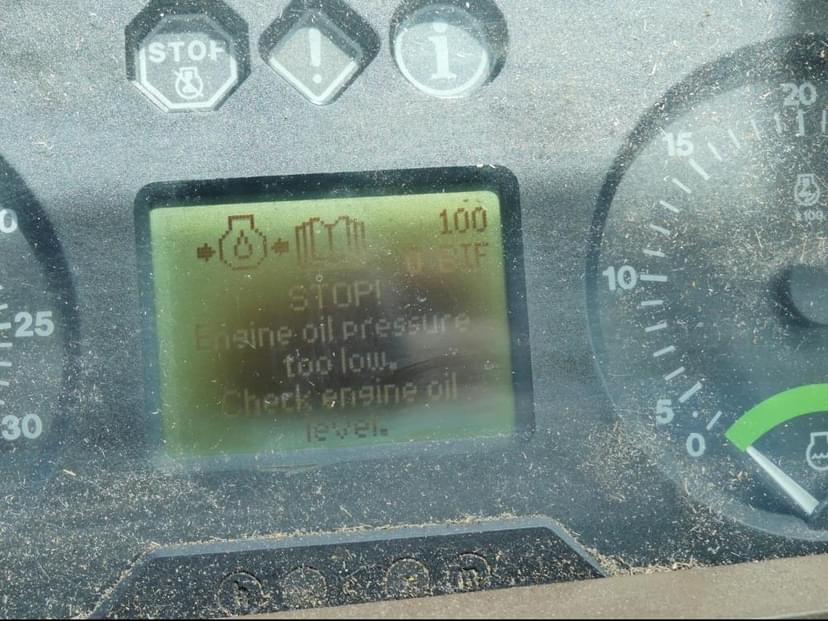 STOP
!
i
100
STOP!
Engine oil pressure
too low.
Check engine oil
level.
25
30
20
15
10
5
0
x100